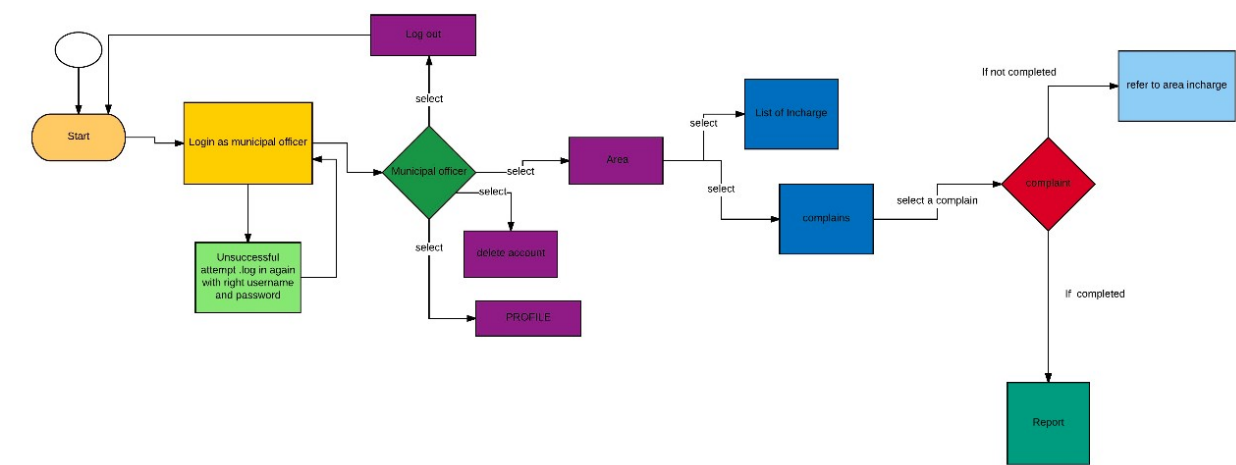 Log out
select
If not completed
refer to area incharge
List of Incharge
select
Start
Login as municipal officer
Municipal officer
select
Area
select
select
complains
select a complain
complaint
Unsuccessful
attempt .log in again
with right username
and password
delete account
select
PROFILE
If  completed
Report